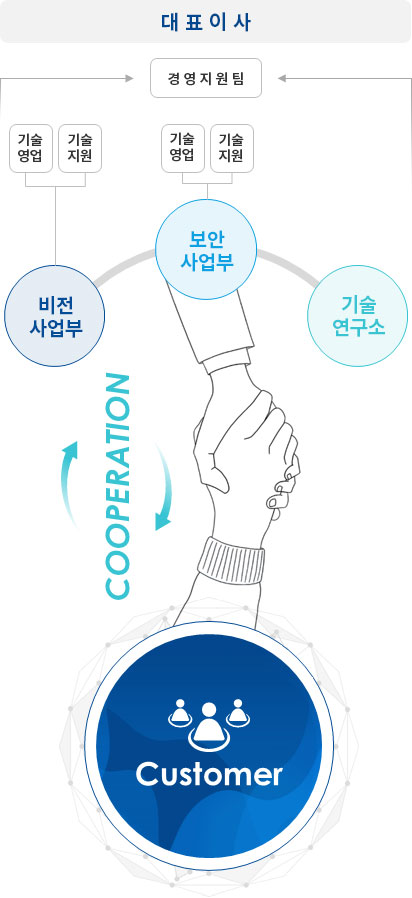 대표이사
경영지원팀
기술
영업
기술
지원
기술
영업
기술
지원
보안
사업부
비전
사업부
기술
연구소
COOPERATION
Customer